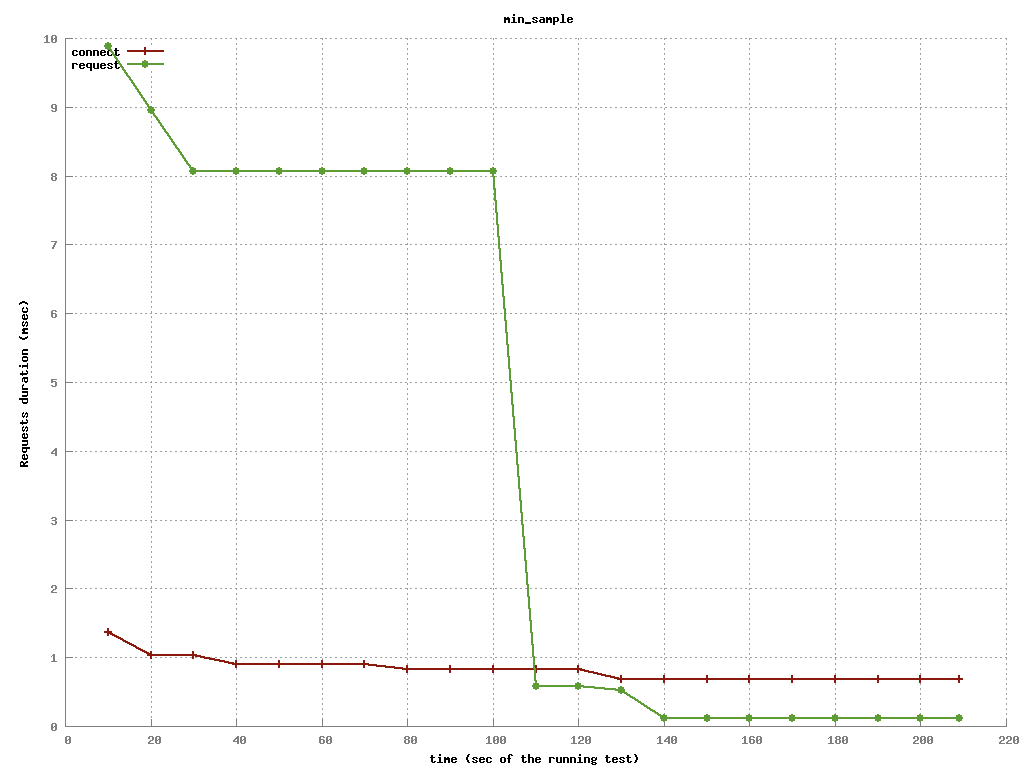 min_sample
connect
request
10
9
8
7
6
5
4
3
2
1
0
Requests duration (msec)
0 20 40 60 80 100 120 140 160 180 200 220
time (sec of the running test)